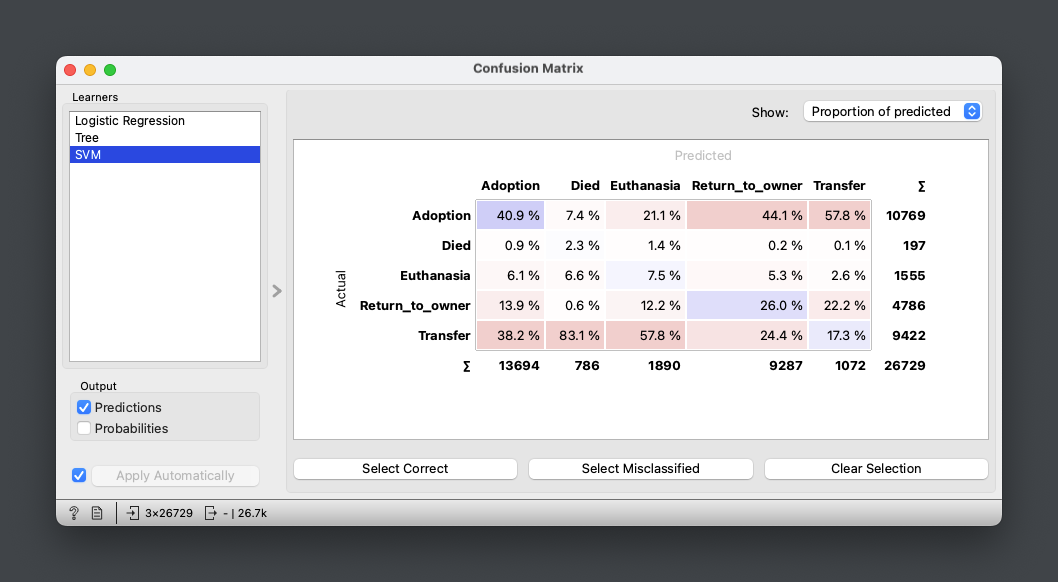 Confusion Matrix
Learners
Logistic Regression
Tree
SVM
Output
Predictions
Probabilities
Apply Automatically
Show: Proportion of predicted
Predicted
Adoption Died Euthanasia Return_to_owner Transfer Σ
Actual
Adoption 40.9 % 7.4 % 21.1 % 44.1 % 57.8 % 10769
Died 0.9 % 2.3 % 1.4 % 0.2 % 0.1 % 197
Euthanasia 6.1 % 6.6 % 7.5 % 5.3 % 2.6 % 1555
Return_to_owner 13.9 % 0.6 % 12.2 % 26.0 % 22.2 % 4786
Transfer 38.2 % 83.1 % 57.8 % 24.4 % 17.3 % 9422
Σ 13694 786 1890 9287 1072 26729
Select Correct Select Misclassified Clear Selection
? 3×26729 - | 26.7k